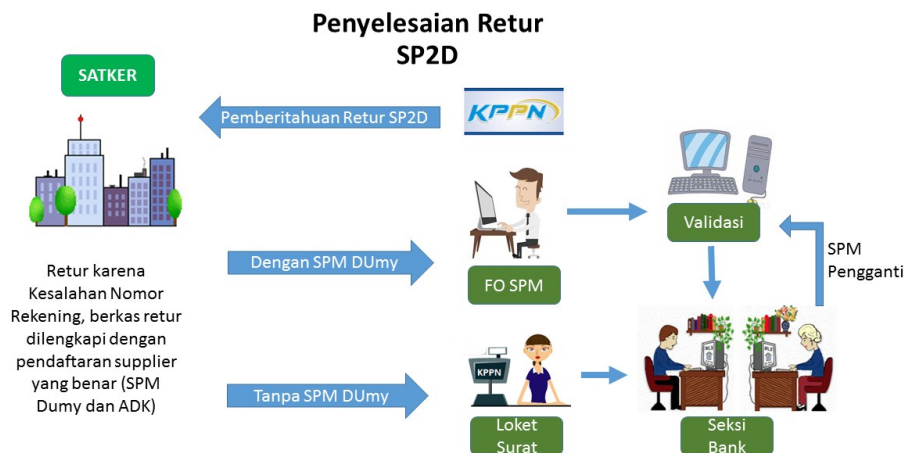 Penyelesaian Retur
SP2D
SATKER
Pemberitahuan Retur SP2D
KPPN
Validasi
SPM
Pengganti
Dengan SPM DUmy
FO SPM
Retur karena
Kesalahan Nomor
Rekening, berkas retur
dilengkapi dengan
pendaftaran supplier
yang benar (SPM
Dumy dan ADK)
KPPN
Tanpa SPM DUmy
Loket
Surat
Seksi
Bank